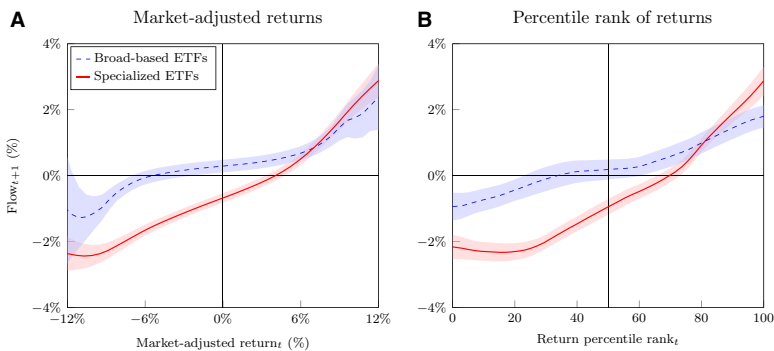 A
Market-adjusted returns
4%
2%
0%
−2%
−4%
Flow_{t+1} (%)
Broad-based ETFs
Specialized ETFs
−12%
−6%
0%
6%
12%
Market-adjusted return_t (%)
B
Percentile rank of returns
4%
2%
0%
−2%
−4%
0
20
40
60
80
100
Return percentile rank_t